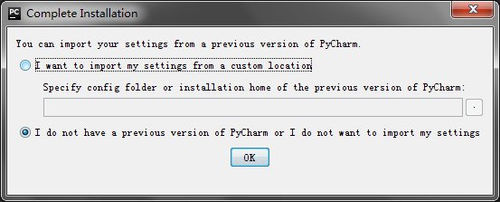 PC Complete Installation
You can import your settings from a previous version of PyCharm.
I want to import my settings from a custom location
Specify config folder or installation home of the previous version of PyCharm:
I do not have a previous version of PyCharm or I do not want to import my settings
OK